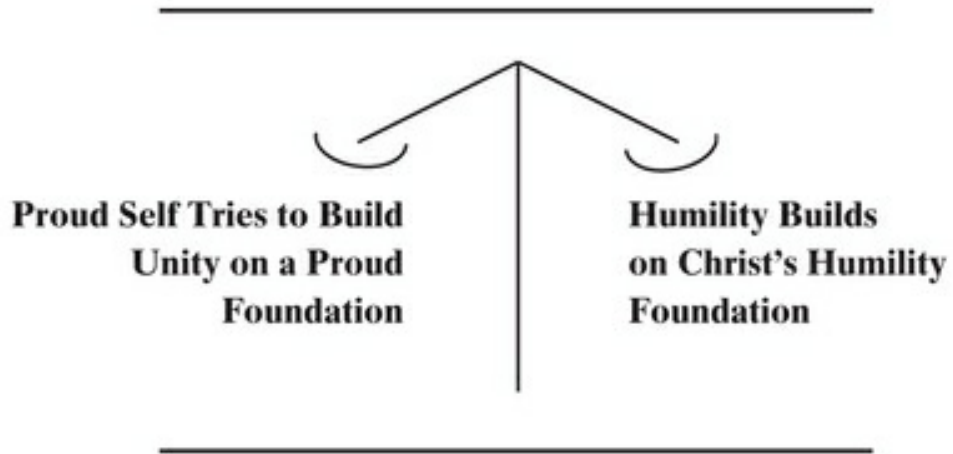 Proud Self Tries to Build
Unity on a Proud
Foundation
Humility Builds
on Christ's Humility
Foundation